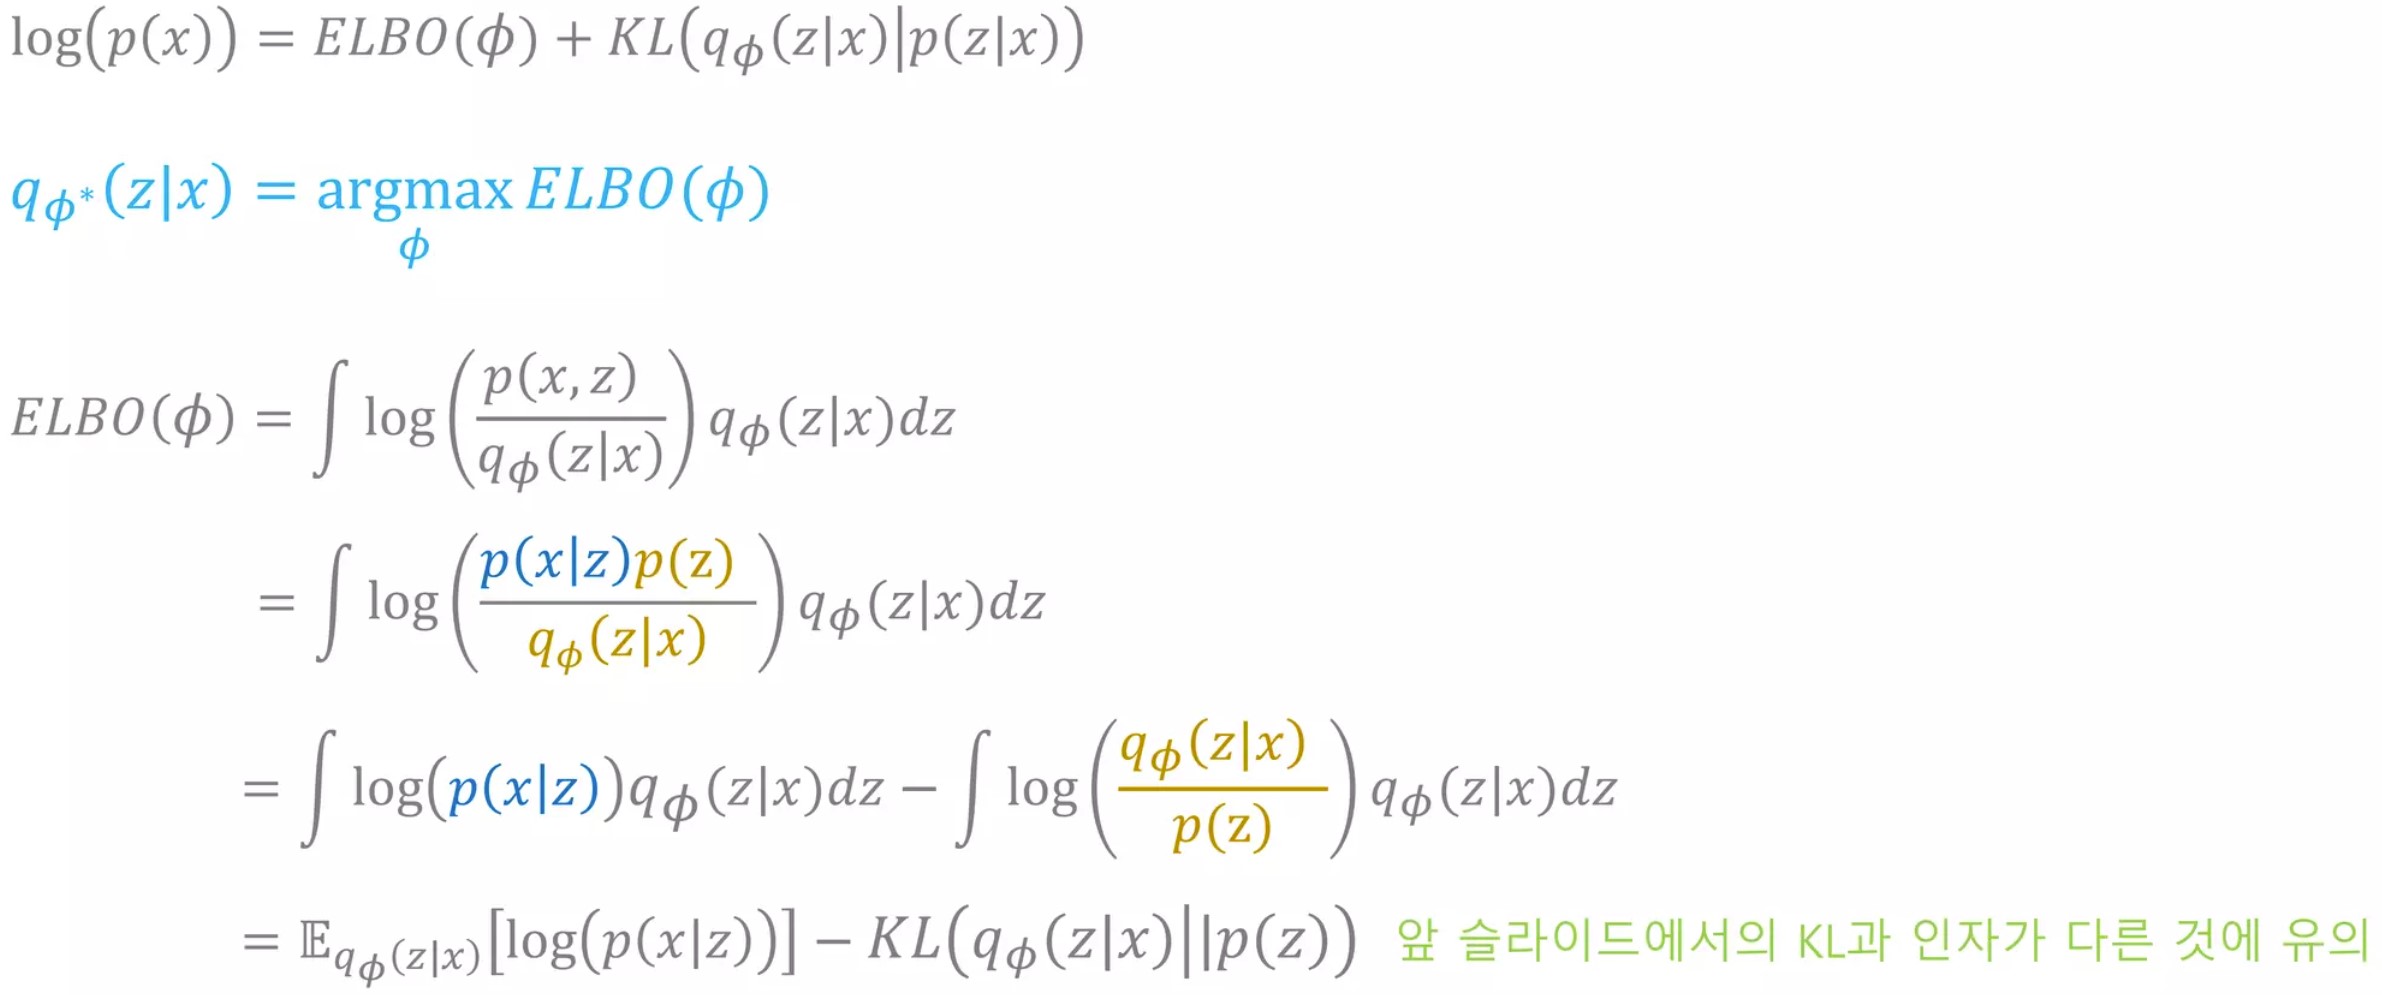 log(p(x)) = ELBO(ϕ) + KL(q_ϕ(z|x)|p(z|x))
q_ϕ*(z|x) = argmax_ϕ ELBO(ϕ)
ELBO(ϕ) = ∫ log(p(x,z) / q_ϕ(z|x)) q_ϕ(z|x)dz
= ∫ log(p(x|z)p(z) / q_ϕ(z|x)) q_ϕ(z|x)dz
= ∫ log(p(x|z))q_ϕ(z|x)dz − ∫ log(q_ϕ(z|x) / p(z)) q_ϕ(z|x)dz
= 𝔼_q_ϕ(z|x)[log(p(x|z))] − KL(q_ϕ(z|x)||p(z)) 앞 슬라이드에서의 KL과 인자가 다른 것에 유의